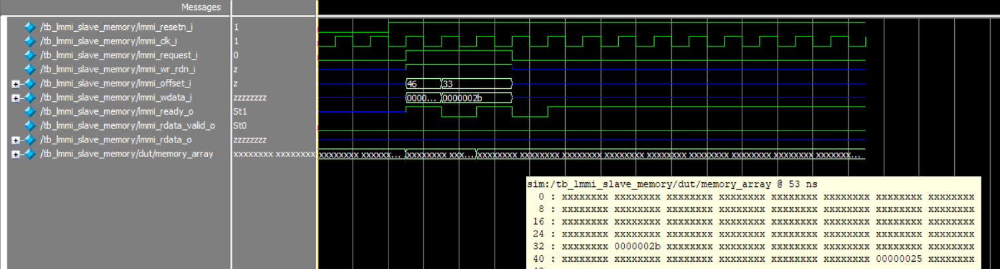 Messages
/tb_lmmi_slave_memory/lmmi_resetn_i 1
/tb_lmmi_slave_memory/lmmi_clk_i 1
/tb_lmmi_slave_memory/lmmi_request_i 0
/tb_lmmi_slave_memory/lmmi_wr_rdn_i z
/tb_lmmi_slave_memory/lmmi_offset_i z 46 33
/tb_lmmi_slave_memory/lmmi_wdata_i zzzzzzzz 0000... 0000002b
/tb_lmmi_slave_memory/lmmi_ready_o St1
/tb_lmmi_slave_memory/lmmi_rdata_valid_o St0
/tb_lmmi_slave_memory/lmmi_rdata_o zzzzzzzz
/tb_lmmi_slave_memory/dut/memory_array xxxxxxxx xxxxxxxx xxxxxxxx xxxxxx... xxxxxxxx xxx... xxxxxxxx xxxxxxxx xxxxxxxx xxxxxxxx xxxxxxxx xxxxxxxx xxxxxxxx xxxxxxxx xxxxxxx...
sim:/tb_lmmi_slave_memory/dut/memory_array @ 53 ns
0 : xxxxxxxx xxxxxxxx xxxxxxxx xxxxxxxx xxxxxxxx xxxxxxxx xxxxxxxx xxxxxxxx
8 : xxxxxxxx xxxxxxxx xxxxxxxx xxxxxxxx xxxxxxxx xxxxxxxx xxxxxxxx xxxxxxxx
16 : xxxxxxxx xxxxxxxx xxxxxxxx xxxxxxxx xxxxxxxx xxxxxxxx xxxxxxxx xxxxxxxx
24 : xxxxxxxx xxxxxxxx xxxxxxxx xxxxxxxx xxxxxxxx xxxxxxxx xxxxxxxx xxxxxxxx
32 : xxxxxxxx 0000002b xxxxxxxx xxxxxxxx xxxxxxxx xxxxxxxx xxxxxxxx xxxxxxxx
40 : xxxxxxxx xxxxxxxx xxxxxxxx xxxxxxxx xxxxxxxx xxxxxxxx 00000025 xxxxxxxx